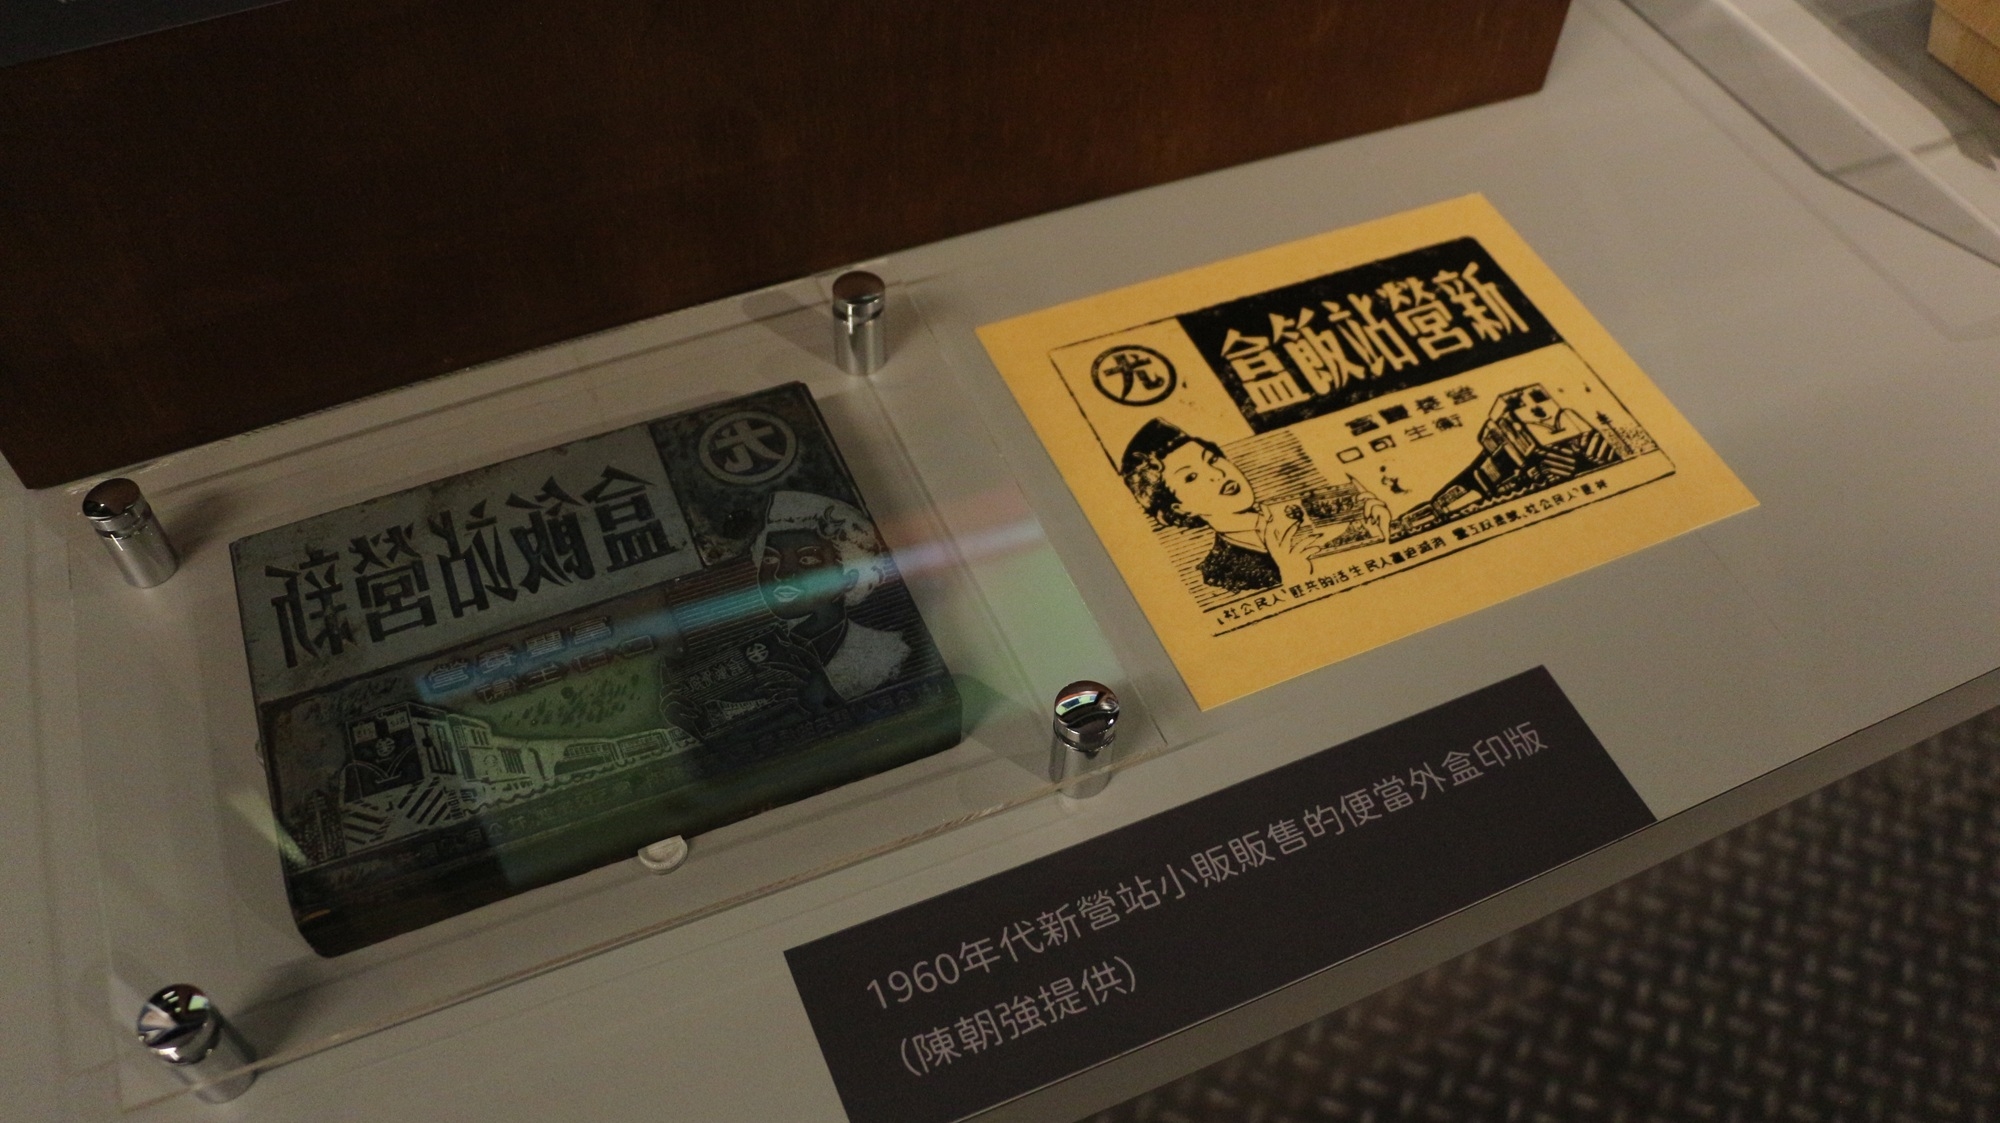 新營站飯盒
尤
營養豐富
衛生可口
1960年代新營站小販販售的便當外盒印版
(陳朝強提供)